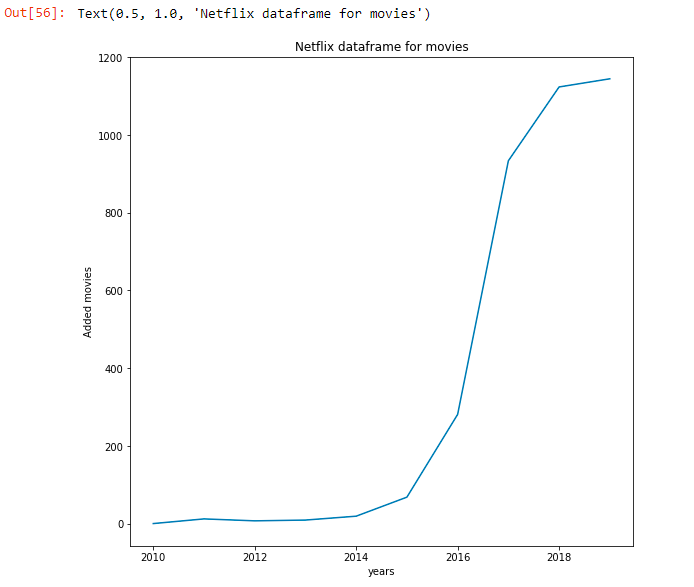 Out[56]: Text(0.5, 1.0, 'Netflix dataframe for movies')
Netflix dataframe for movies
1200
1000
800
600
400
200
0
Added movies
2010 2012 2014 2016 2018
years